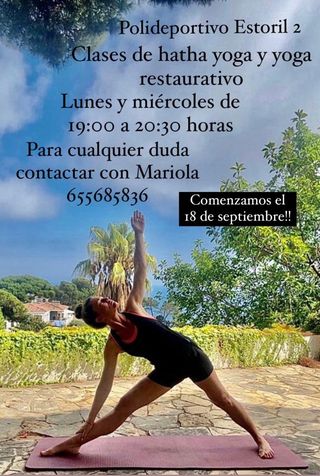 Polideportivo Estoril 2
Clases de hatha yoga y yoga
restaurativo
Lunes y miércoles de
19:00 a 20:30 horas
Para cualquier duda
contactar con Mariola
655685836
Comenzamos el
18 de septiembre!!